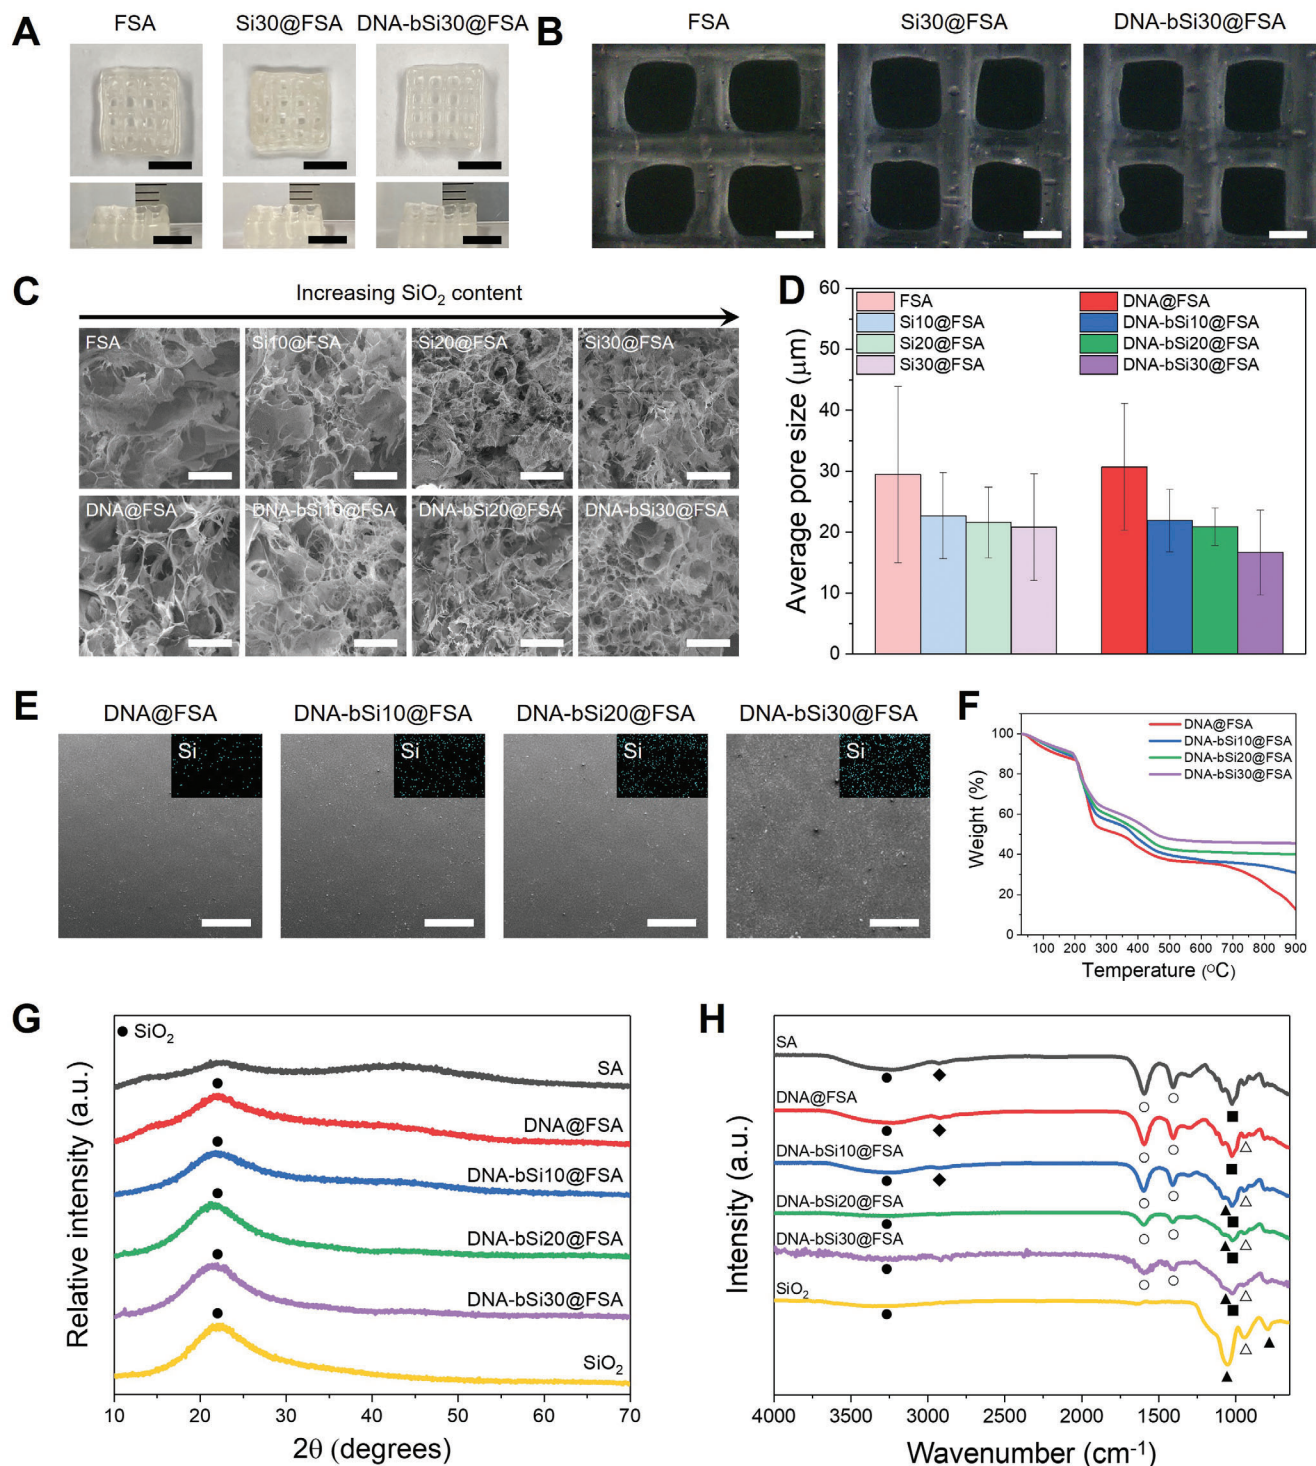 A
FSA
Si30@FSA
DNA-bSi30@FSA
B
FSA
Si30@FSA
DNA-bSi30@FSA
C
Increasing SiO2 content
FSA
Si10@FSA
Si20@FSA
Si30@FSA
DNA@FSA
DNA-bSi10@FSA
DNA-bSi20@FSA
DNA-bSi30@FSA
D
Average pore size (μm)
60
50
40
30
20
10
0
FSA
Si10@FSA
Si20@FSA
Si30@FSA
DNA@FSA
DNA-bSi10@FSA
DNA-bSi20@FSA
DNA-bSi30@FSA
E
DNA@FSA
DNA-bSi10@FSA
DNA-bSi20@FSA
DNA-bSi30@FSA
Si
Si
Si
Si
F
Weight (%)
100
80
60
40
20
0
DNA@FSA
DNA-bSi10@FSA
DNA-bSi20@FSA
DNA-bSi30@FSA
100 200 300 400 500 600 700 800 900
Temperature (°C)
G
Relative intensity (a.u.)
● SiO2
SA
DNA@FSA
DNA-bSi10@FSA
DNA-bSi20@FSA
DNA-bSi30@FSA
SiO2
10 20 30 40 50 60 70
2θ (degrees)
H
Intensity (a.u.)
SA
DNA@FSA
DNA-bSi10@FSA
DNA-bSi20@FSA
DNA-bSi30@FSA
SiO2
4000 3500 3000 2500 2000 1500 1000
Wavenumber (cm⁻¹)